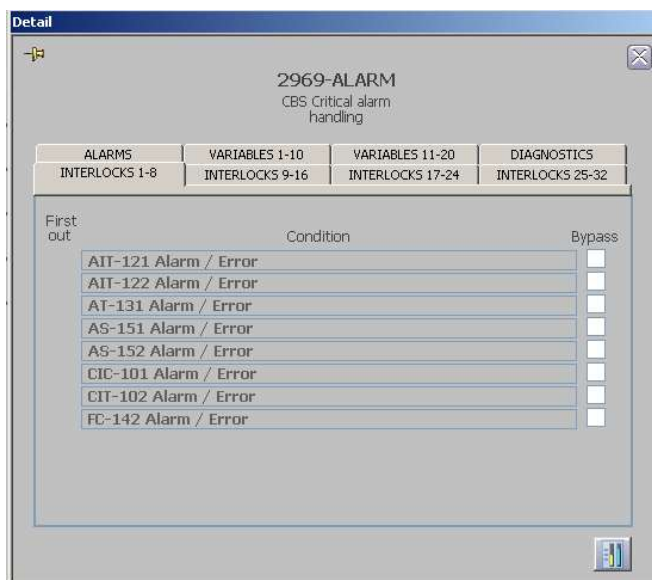 Detail
2969-ALARM
CBS Critical alarm
handling
ALARMS VARIABLES 1-10 VARIABLES 11-20 DIAGNOSTICS
INTERLOCKS 1-8 INTERLOCKS 9-16 INTERLOCKS 17-24 INTERLOCKS 25-32
First
out Condition Bypass
AIT-121 Alarm / Error
AIT-122 Alarm / Error
AT-131 Alarm / Error
AS-151 Alarm / Error
AS-152 Alarm / Error
CIC-101 Alarm / Error
CIT-102 Alarm / Error
FC-142 Alarm / Error